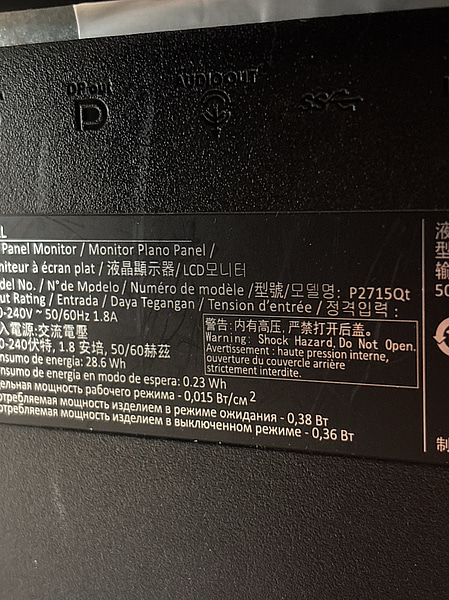 DP out
AUDIO OUT
Panel Monitor / Monitor Plano Panel /
niteur à écran plat / 液晶顯示器/ LCD모니터
del No. / N°de Mpdelo / Numéro de modèle /型號/모델명: P2715Qt
ut Rating / Entrada / Daya Tegangan / Tension d'entrée / 정격입력 :
0-240V ~ 50/60Hz 1.8A
入電源:交流電壓
0-240伏特, 1.8 安培, 50/60赫茲
nsumo de energia: 28.6 W
nsumo de energia en modo de espera: 0.23 W
дельная мощность рабочего режима - 0,015 Вт/см2
отребляемая мощность изделием в режиме ожидания - 0,38 Вт
отребляемая мощность изделием в выключенном режиме - 0,36 Вт
警告:内有高压, 严禁打开后盖。
Warning: Shock Hazard, Do Not Open.
Avertissement : haute pression interne,
ouverture du couvercle arrière
strictement interdite.
液
型
输
50
制